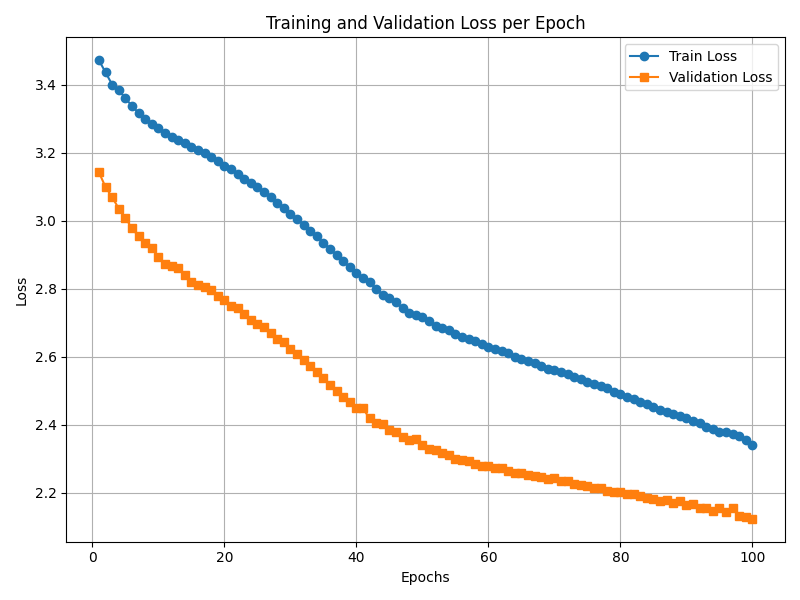 Training and Validation Loss per Epoch
Train Loss
Validation Loss
3.4
3.2
3.0
2.8
2.6
2.4
2.2
Loss
0 20 40 60 80 100
Epochs